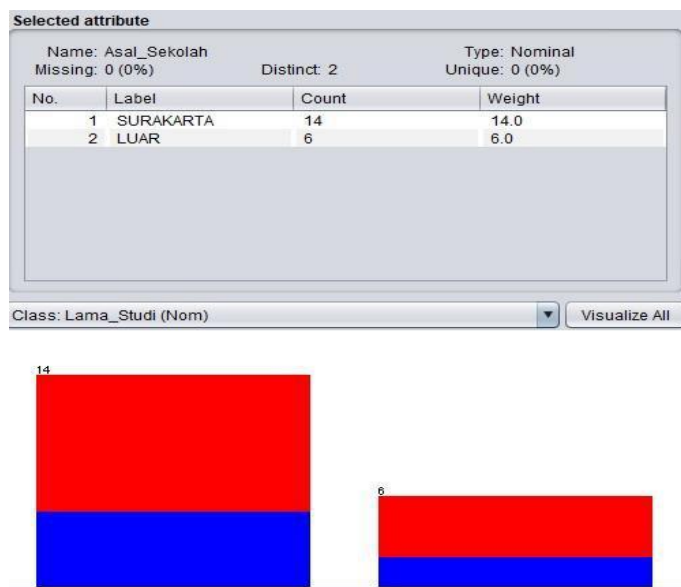 Selected attribute
Name: Asal_Sekolah Type: Nominal
Missing: 0 (0%) Distinct: 2 Unique: 0 (0%)
No. Label Count Weight
1 SURAKARTA 14 14.0
2 LUAR 6 6.0
Class: Lama_Studi (Nom) Visualize All
14
6